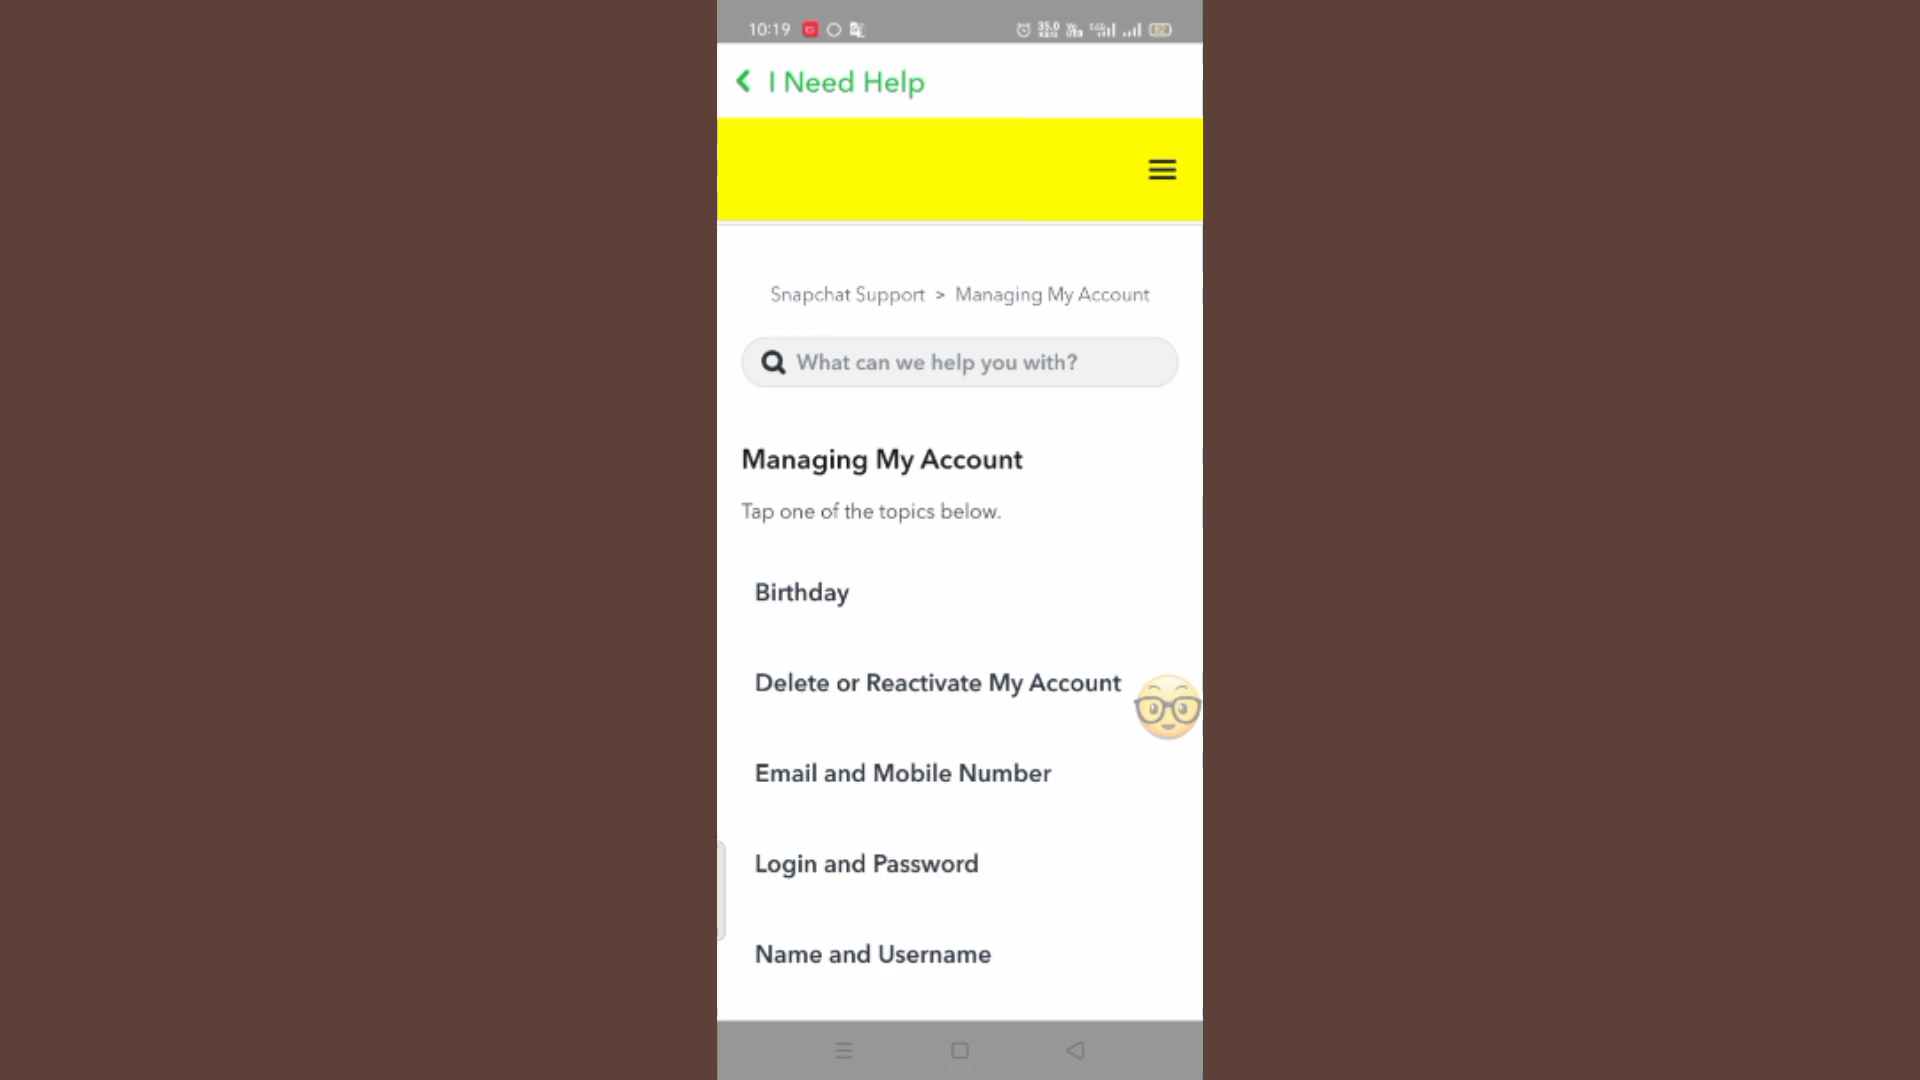 10:19
I Need Help
Snapchat Support > Managing My Account
What can we help you with?
Managing My Account
Tap one of the topics below.
Birthday
Delete or Reactivate My Account
Email and Mobile Number
Login and Password
Name and Username